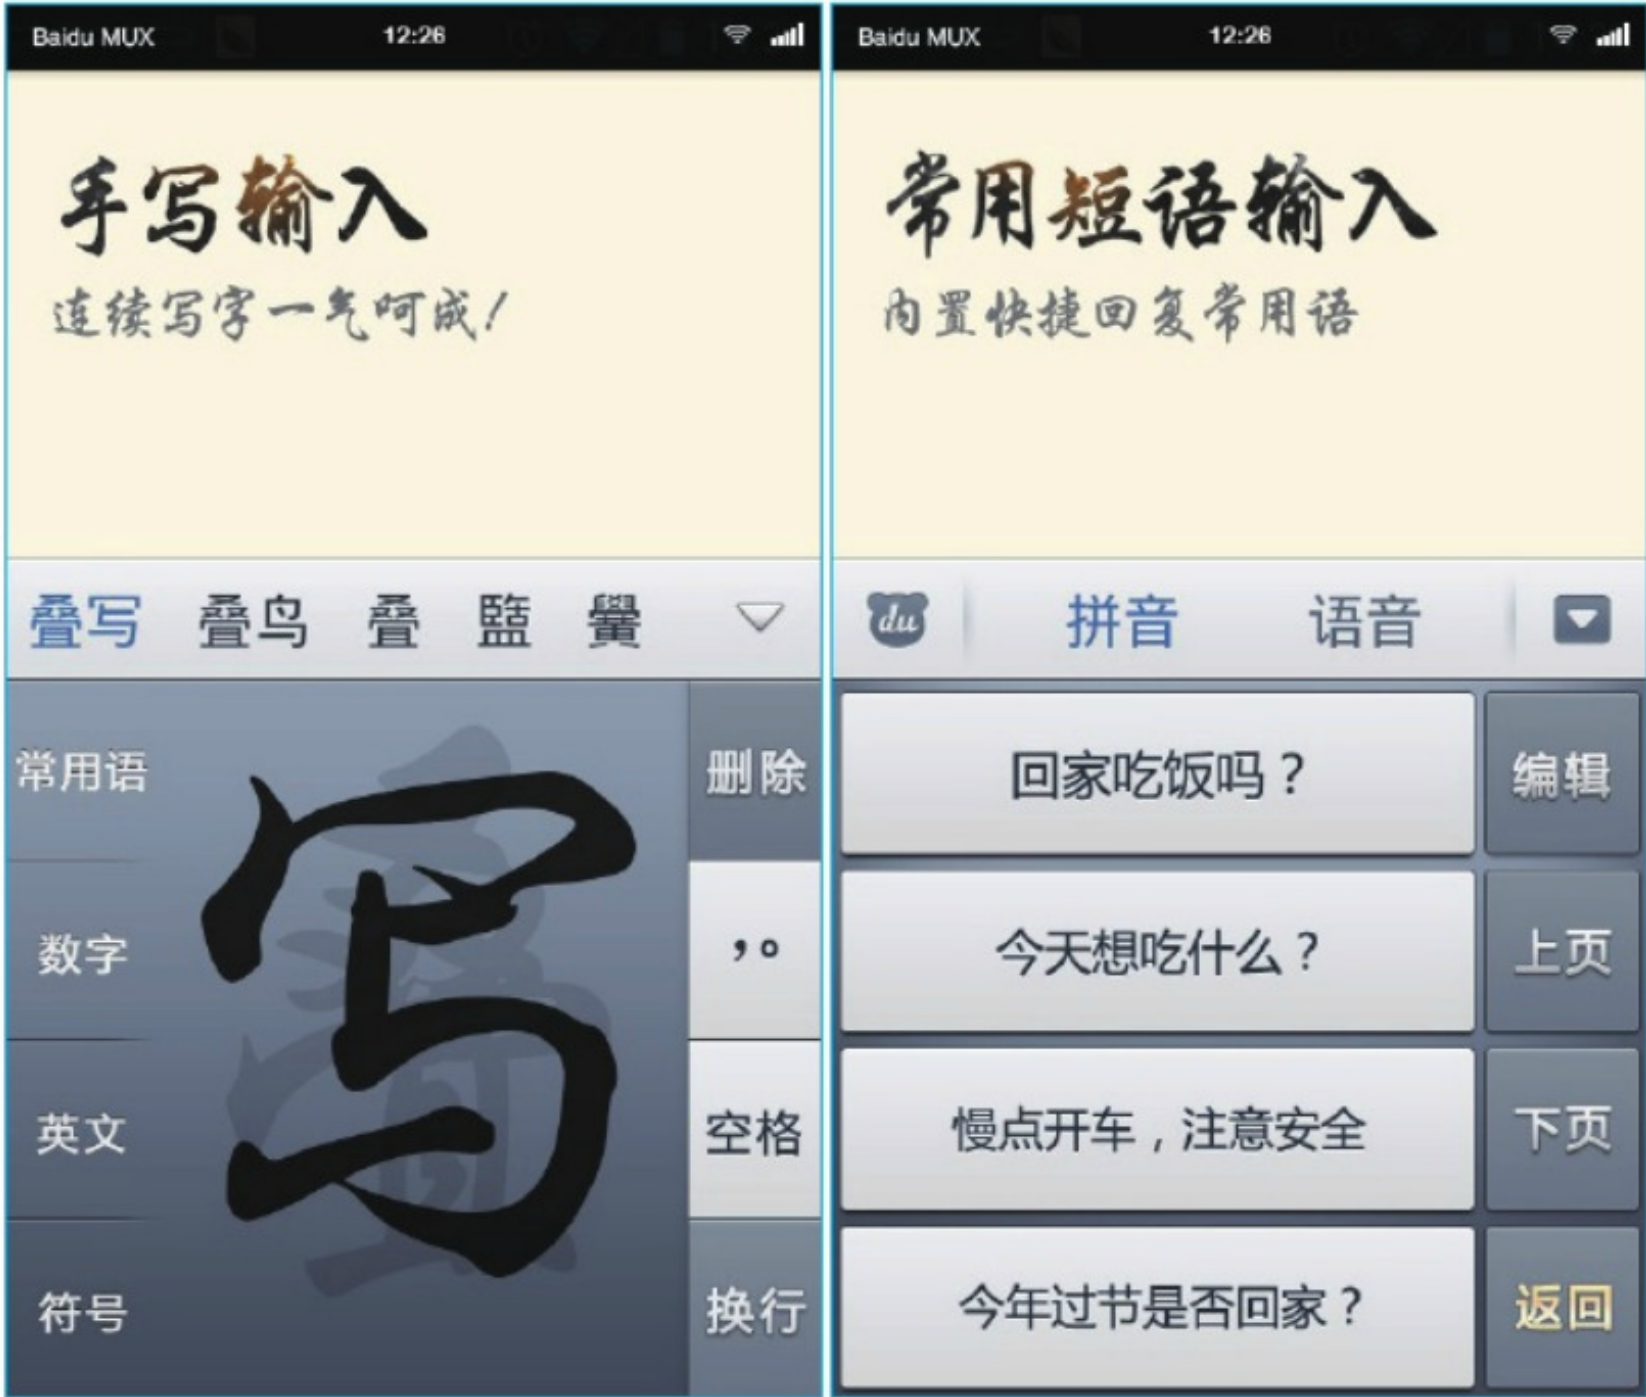 Baidu MUX 12:26
手写输入
连续写字一气呵成!
叠写 叠鸟 叠
常用语
写
删除
数字
，。
英文
空格
符号
换行
Baidu MUX 12:26
常用短语输入
内置快捷回复常用语
du 拼音 语音
回家吃饭吗？ 编辑
今天想吃什么？ 上页
慢点开车，注意安全 下页
今年过节是否回家？ 返回